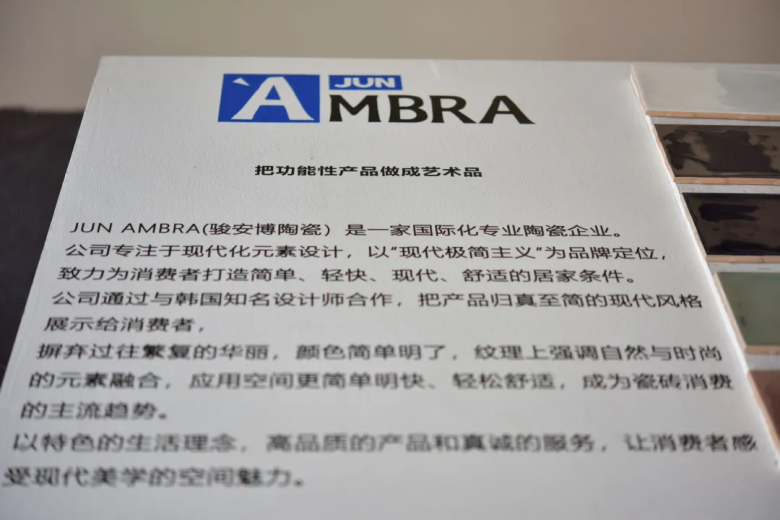 JUN
AMBRA
把功能性产品做成艺术品
JUN AMBRA(骏安博陶瓷）是一家国际化专业陶瓷企业。
公司专注于现代化元素设计，以"现代极简主义"为品牌定位，
致力为消费者打造简单、轻快、现代、舒适的居家条件。
公司通过与韩国知名设计师合作，把产品归真至简的现代风格
展示给消费者，
摒弃过往繁复的华丽，颜色简单明了，纹理上强调自然与时尚
的元素融合，应用空间更简单明快、轻松舒适，成为瓷砖消费
的主流趋势。
以特色的生活理念，高品质的产品和真诚的服务，让消费者感
受现代美学的空间魅力。